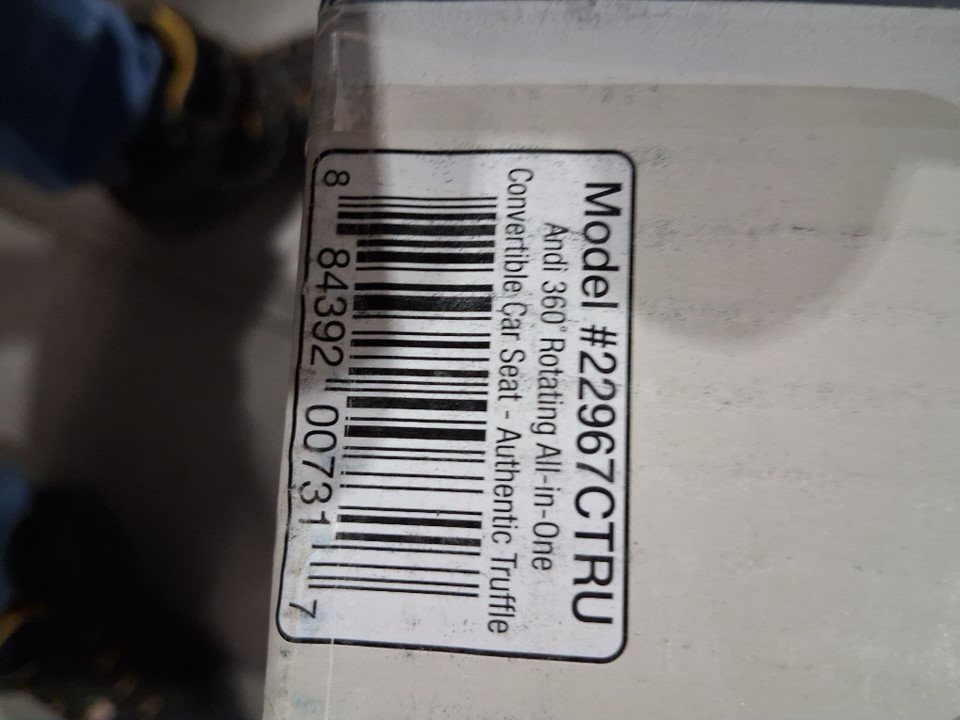 Model #22967CTRU
Andi 360° Rotating All-in-One
Convertible Car Seat - Authentic Truffle
8 84392 00731 7